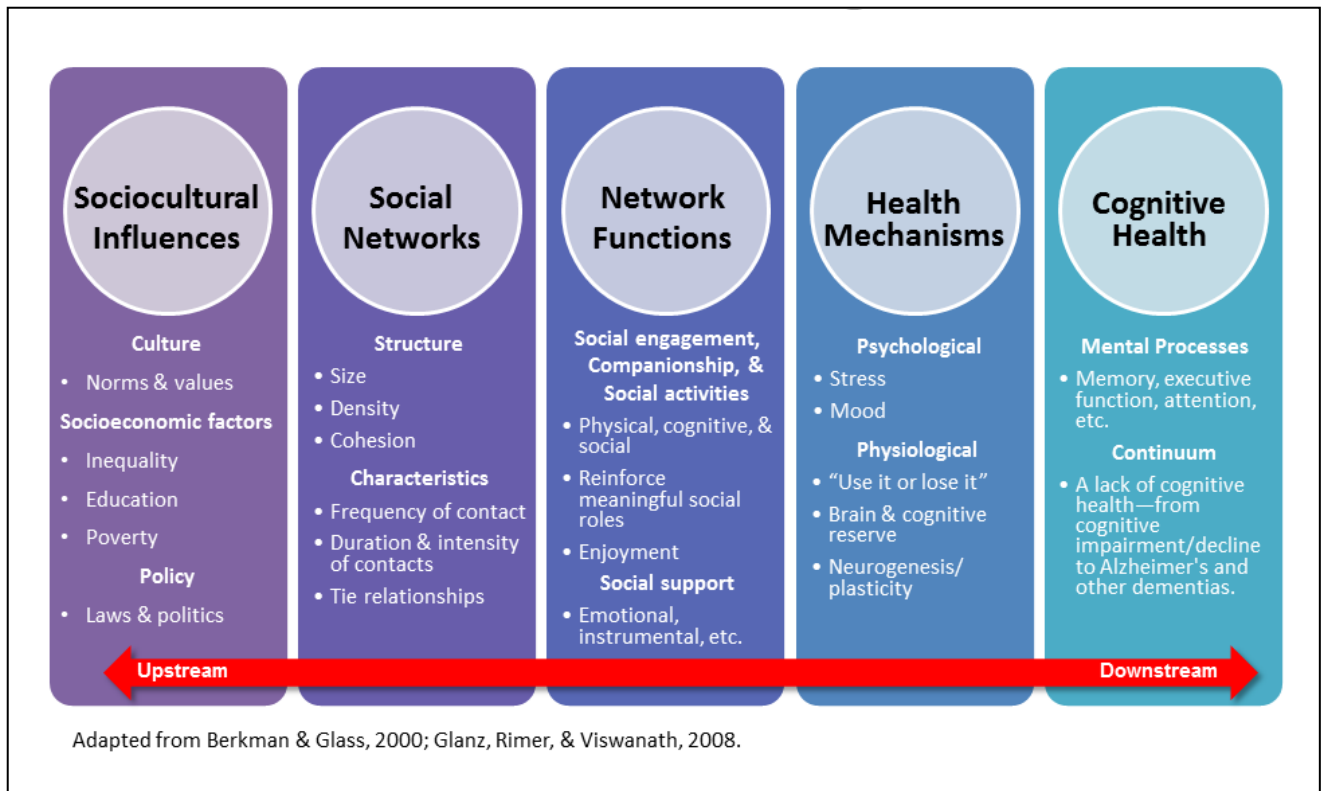 Sociocultural
Influences
Culture
• Norms & values
Socioeconomic factors
• Inequality
• Education
• Poverty
Policy
• Laws & politics
Social
Networks
Structure
• Size
• Density
• Cohesion
Characteristics
• Frequency of contact
• Duration & intensity
of contacts
• Tie relationships
Network
Functions
Social engagement,
Companionship, &
Social activities
• Physical, cognitive, &
social
• Reinforce
meaningful social
roles
• Enjoyment
Social support
• Emotional,
instrumental, etc.
Health
Mechanisms
Psychological
• Stress
• Mood
Physiological
• “Use it or lose it”
• Brain & cognitive
reserve
• Neurogenesis/
plasticity
Cognitive
Health
Mental Processes
• Memory, executive
function, attention,
etc.
Continuum
• A lack of cognitive
health—from
cognitive
impairment/decline
to Alzheimer's and
other dementias.
Upstream
Downstream
Adapted from Berkman & Glass, 2000; Glanz, Rimer, & Viswanath, 2008.